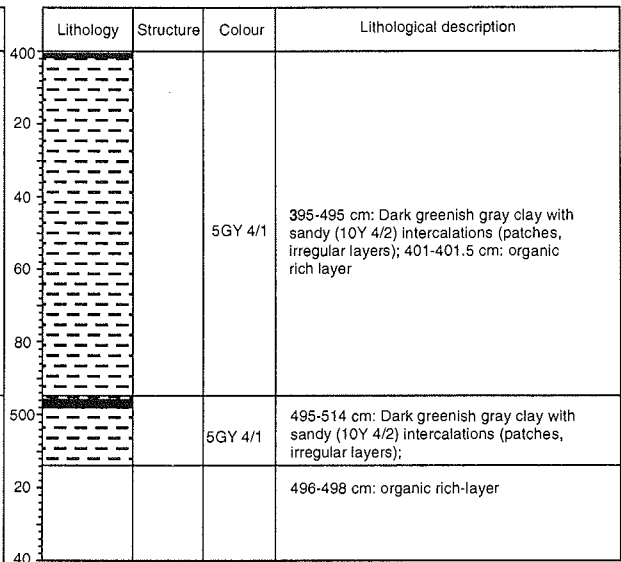 Lithology Structure Colour Lithological description
400
20
40
5GY 4/1
395-495 cm: Dark greenish gray clay with
sandy (10Y 4/2) intercalations (patches,
irregular layers); 401-401.5 cm: organic
rich layer
60
80
500
5GY 4/1
495-514 cm: Dark greenish gray clay with
sandy (10Y 4/2) intercalations (patches,
irregular layers);
20
496-498 cm: organic rich-layer
40